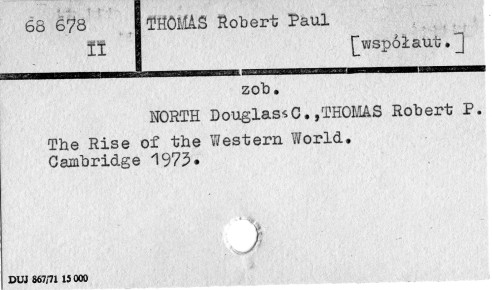 68 678
II
THOMAS Robert Paul
[współaut.]
zob.
NORTH Douglass C., THOMAS Robert P.
The Rise of the Western World.
Cambridge 1973.
DUJ 867/71 15 000